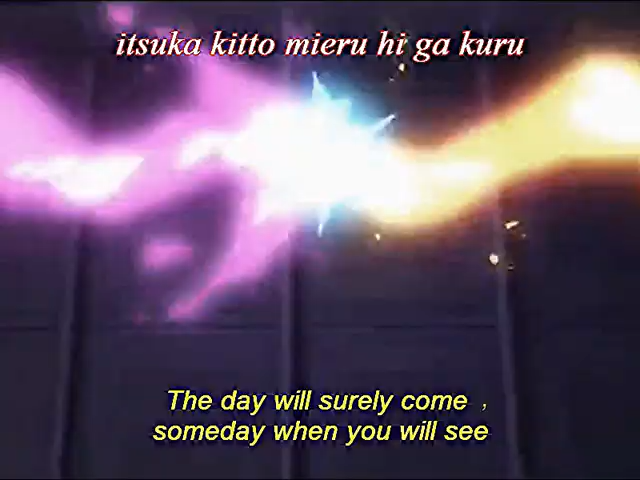 itsuka kitto mieru hi ga kuru
The day will surely come ,
someday when you will see